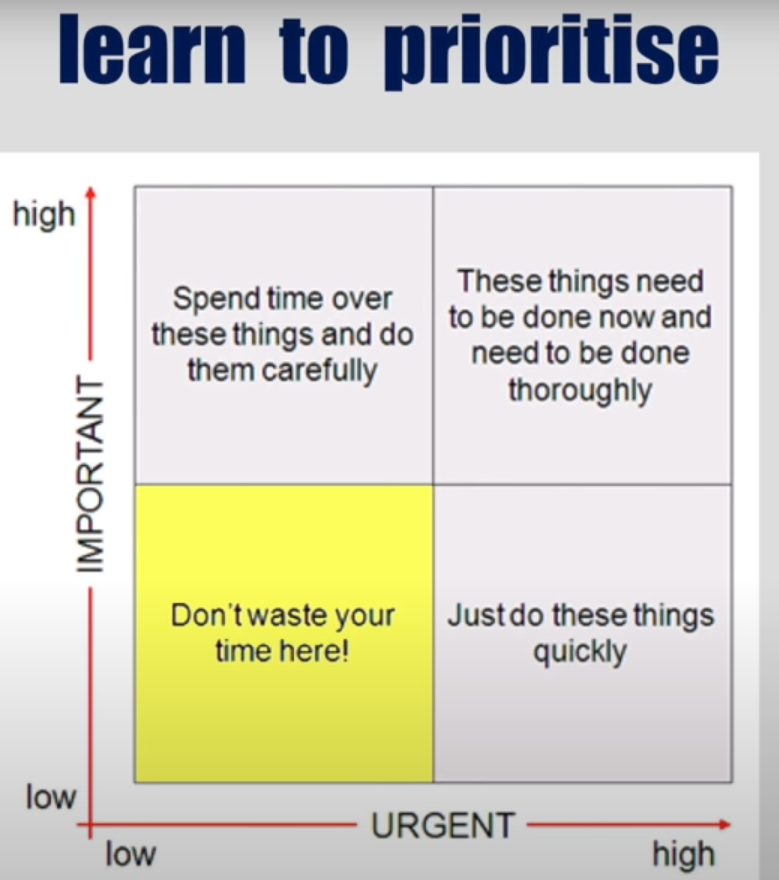 learn to prioritise
high
Spend time over
these things and do
them carefully
These things need
to be done now and
need to be done
thoroughly
IMPORTANT
Don't waste your
time here!
Just do these things
quickly
low
URGENT
low
high